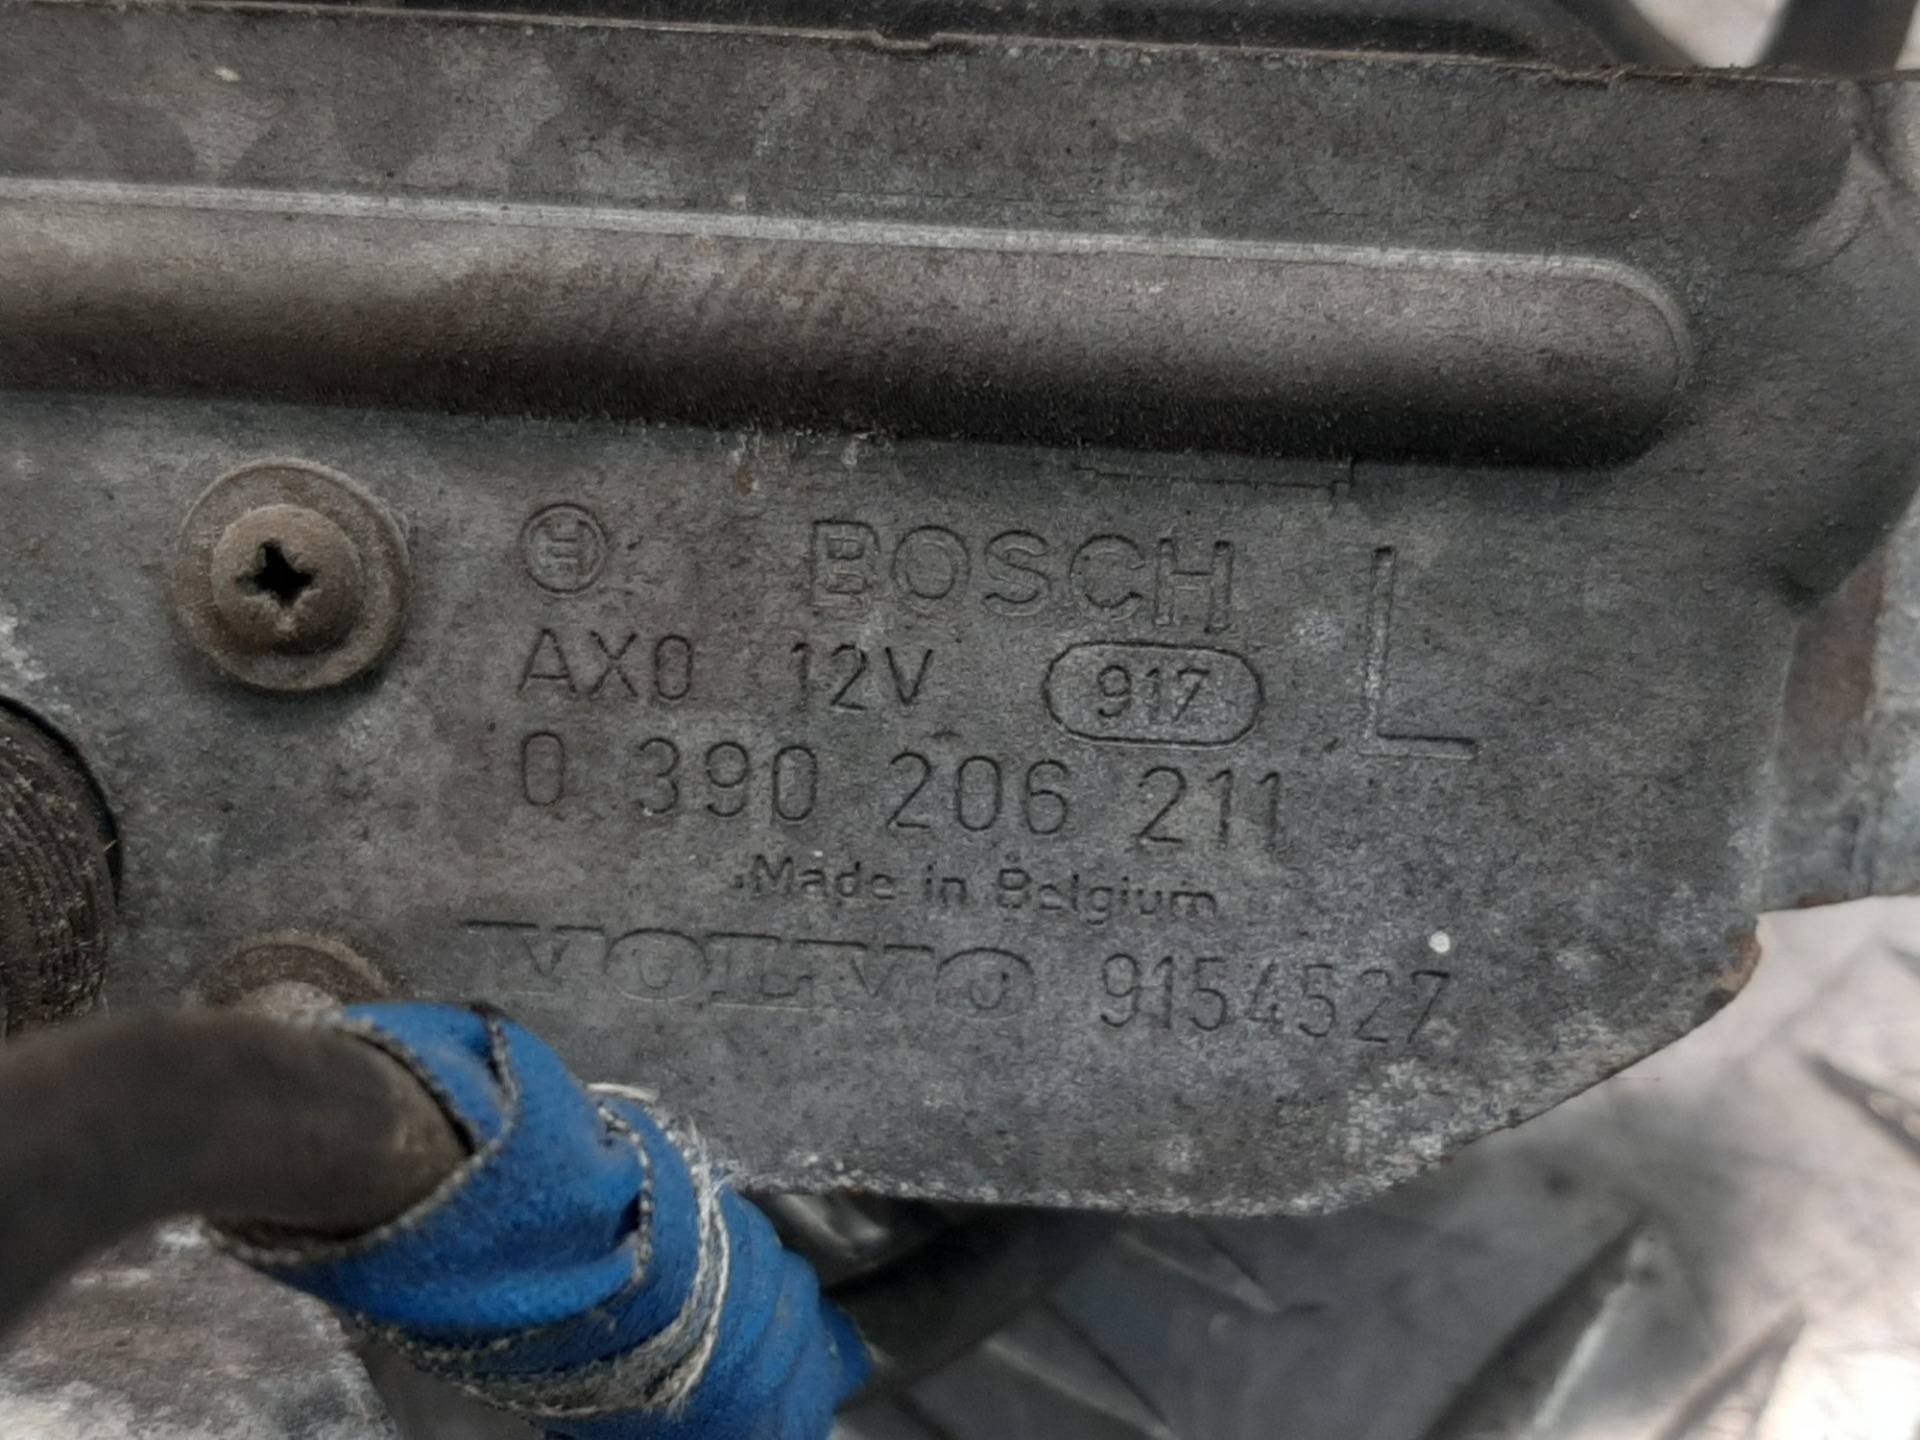 BOSCH L
AX0 12V 917
0 390 206 211
Made in Belgium
VOLVO 9154527